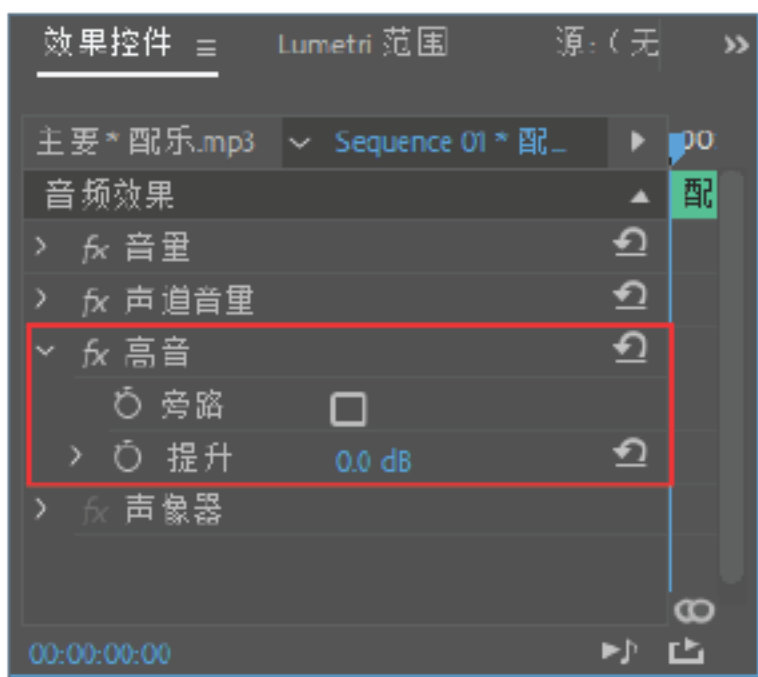 效果控件 Lumetri 范围 源:(无
主要*配乐.mp3 Sequence 01 * 配... 00:
音频效果 配
fx 音量
fx 声道音量
fx 高音
旁路
提升 0.0 dB
fx 声像器
00:00:00:00